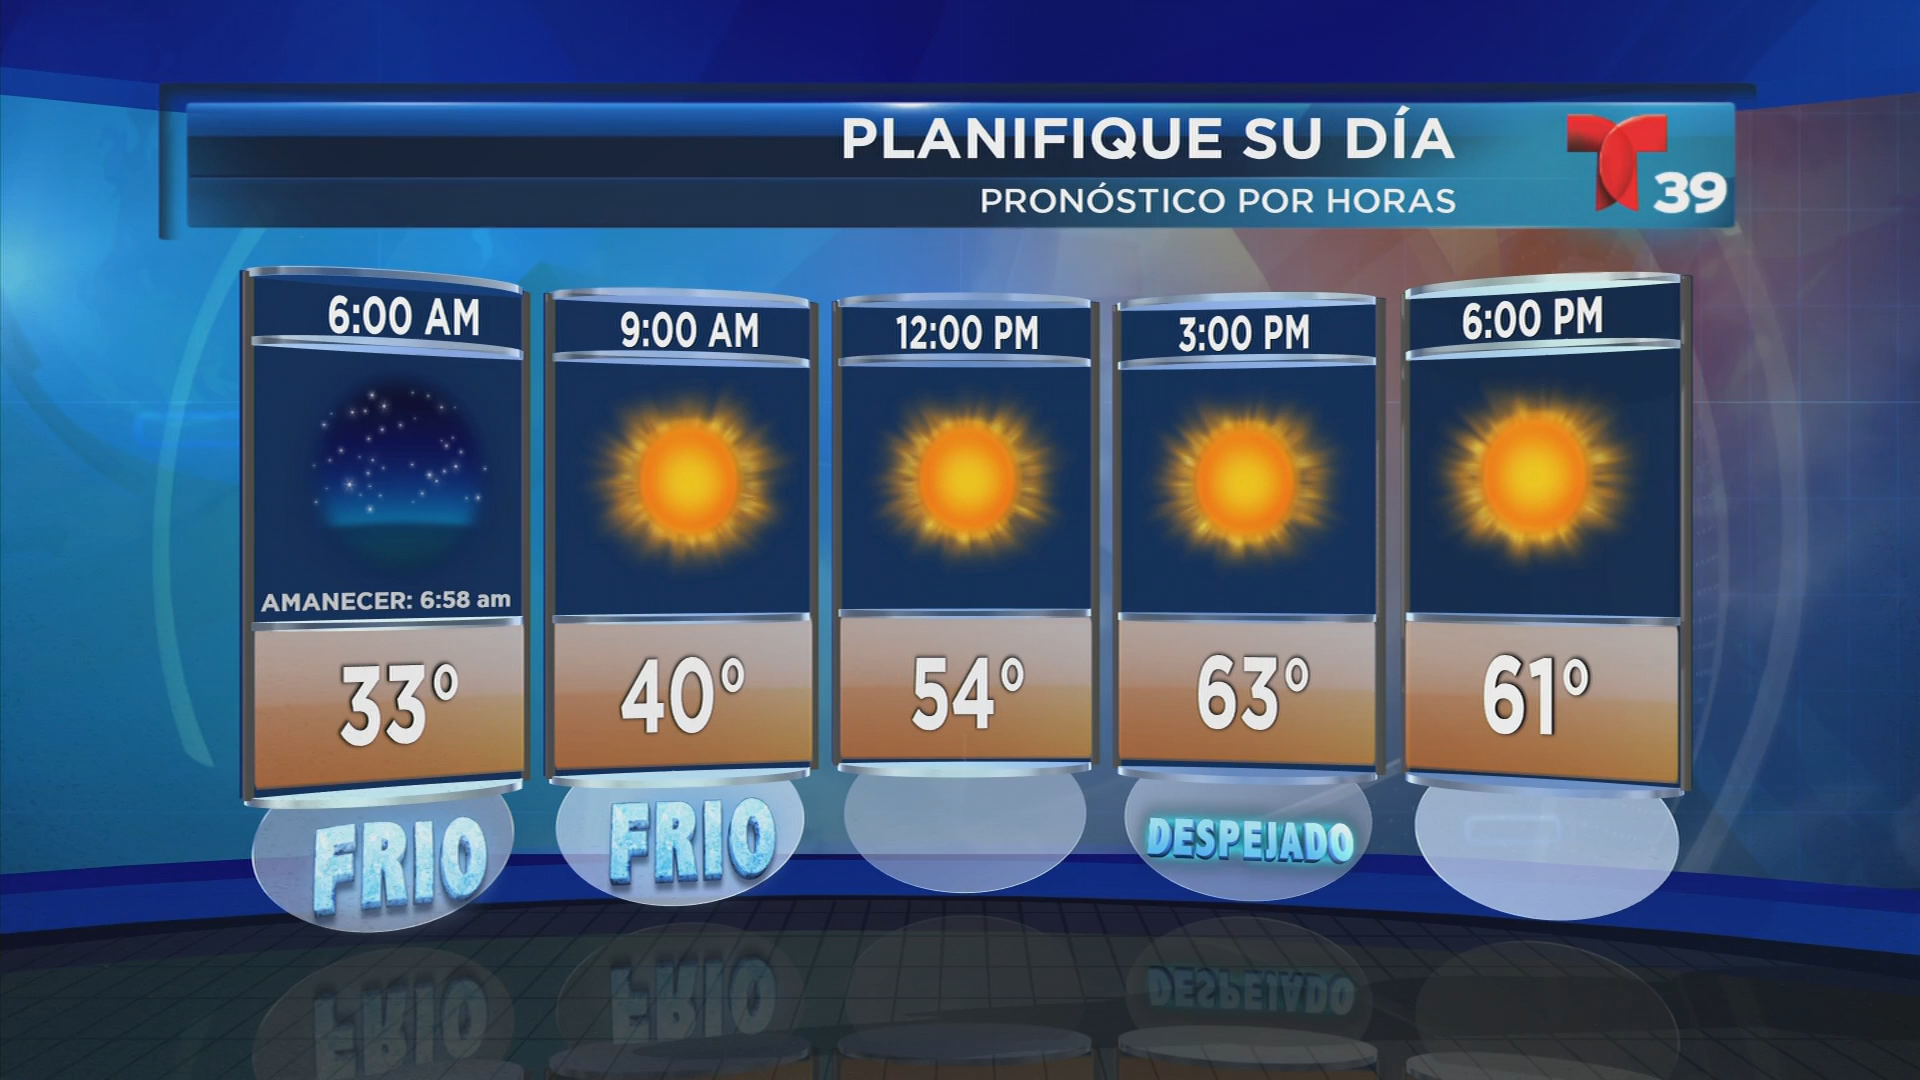 PLANIFIQUE SU DÍA
PRONÓSTICO POR HORAS
39
6:00 AM
9:00 AM
12:00 PM
3:00 PM
6:00 PM
AMANECER: 6:58 am
33°
40°
54°
63°
61°
FRIO
FRIO
DESPEJADO